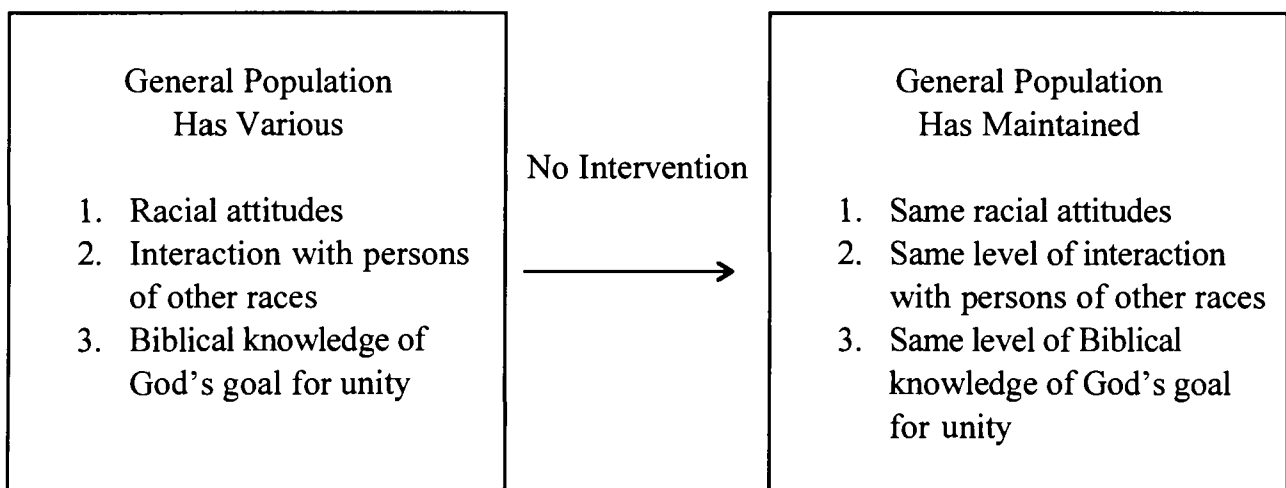 General Population
Has Various
1. Racial attitudes
2. Interaction with persons
of other races
3. Biblical knowledge of
God's goal for unity
No Intervention
General Population
Has Maintained
1. Same racial attitudes
2. Same level of interaction
with persons of other races
3. Same level of Biblical
knowledge of God's goal
for unity